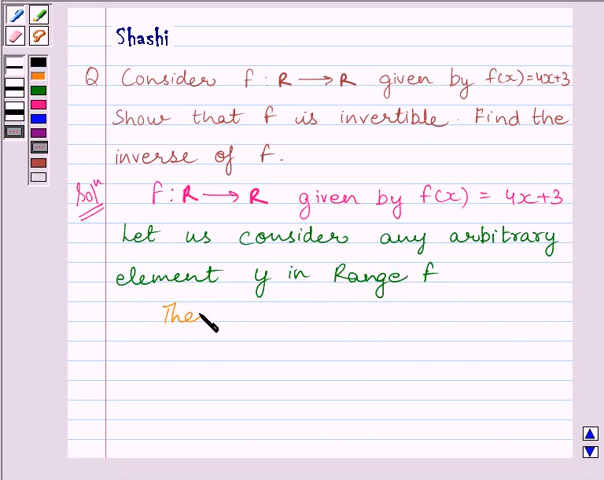 Shashi
Q Consider f : R ⟶ R given by f(x)=4x+3
Show that f is invertible. Find the
inverse of f.
Solⁿ f : R ⟶ R given by f(x) = 4x+3
Let us consider any arbitrary
element y in Range f
The